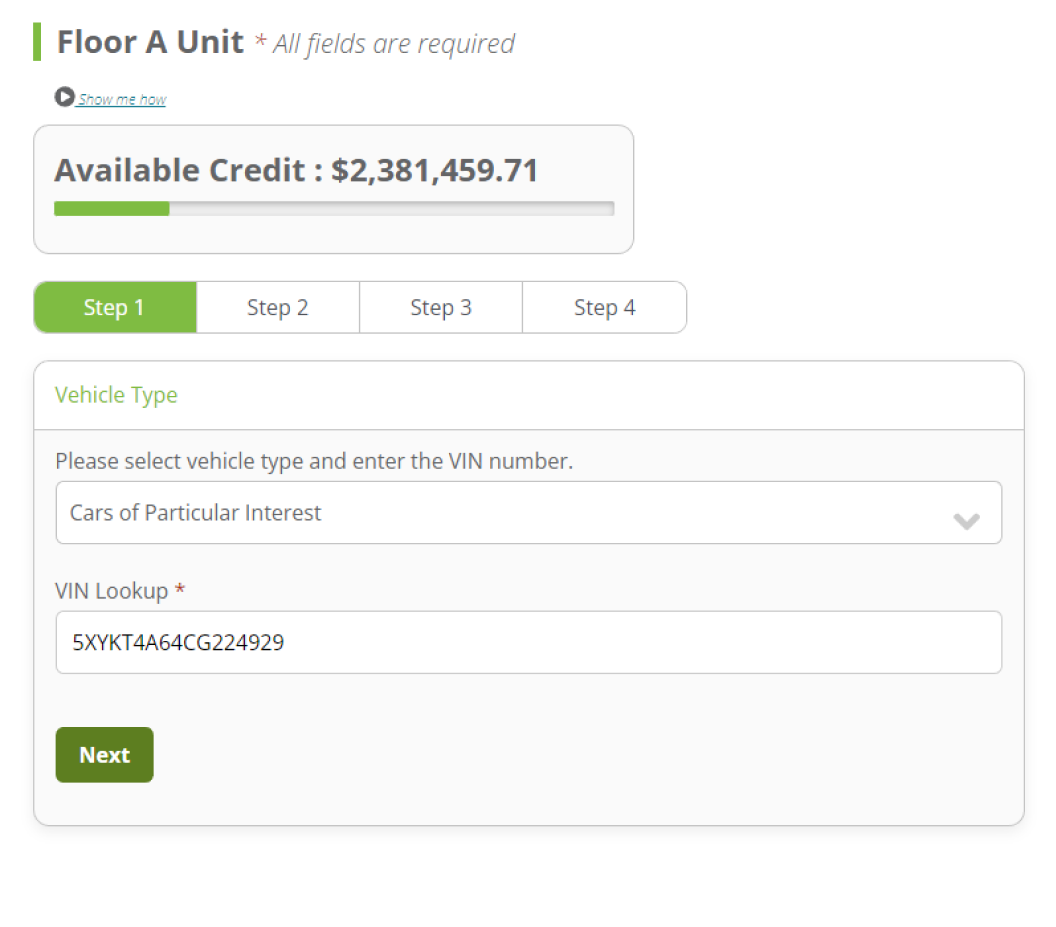 Floor A Unit * All fields are required
Show me how
Available Credit : $2,381,459.71
Step 1 Step 2 Step 3 Step 4
Vehicle Type
Please select vehicle type and enter the VIN number.
Cars of Particular Interest
VIN Lookup *
5XYKT4A64CG224929
Next